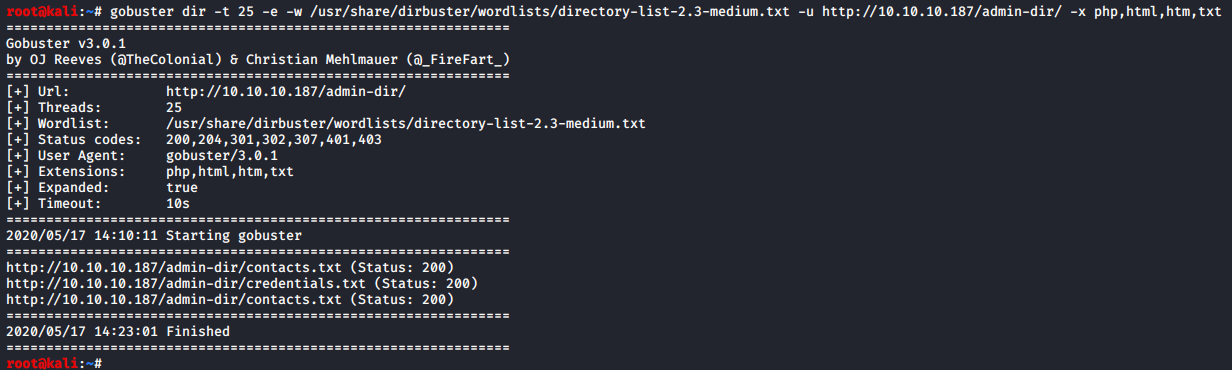 root@kali:~# gobuster dir -t 25 -e -w /usr/share/dirbuster/wordlists/directory-list-2.3-medium.txt -u http://10.10.10.187/admin-dir/ -x php,html,htm,txt
===============================================================
Gobuster v3.0.1
by OJ Reeves (@TheColonial) & Christian Mehlmauer (@_FireFart_)
===============================================================
[+] Url:            http://10.10.10.187/admin-dir/
[+] Threads:        25
[+] Wordlist:       /usr/share/dirbuster/wordlists/directory-list-2.3-medium.txt
[+] Status codes:   200,204,301,302,307,401,403
[+] User Agent:     gobuster/3.0.1
[+] Extensions:     php,html,htm,txt
[+] Expanded:       true
[+] Timeout:        10s
===============================================================
2020/05/17 14:10:11 Starting gobuster
===============================================================
http://10.10.10.187/admin-dir/contacts.txt (Status: 200)
http://10.10.10.187/admin-dir/credentials.txt (Status: 200)
http://10.10.10.187/admin-dir/contacts.txt (Status: 200)
===============================================================
2020/05/17 14:23:01 Finished
===============================================================
root@kali:~#